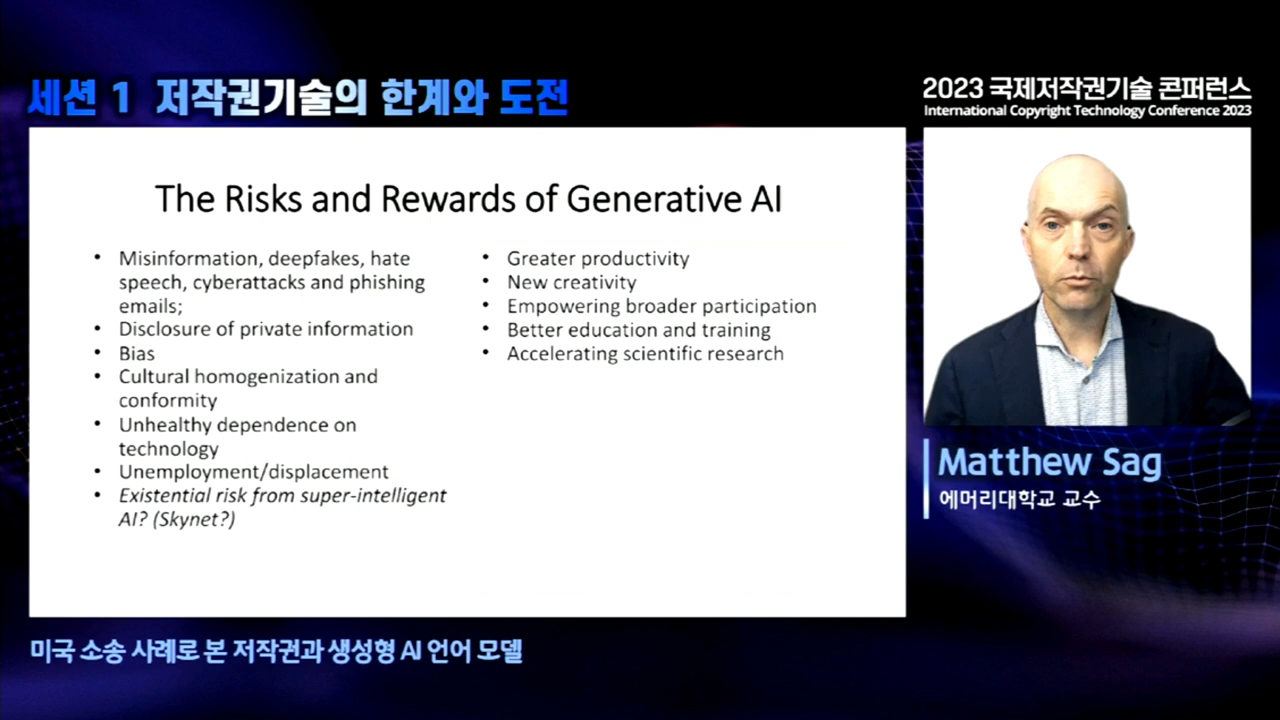 세션 1 저작권기술의 한계와 도전
2023 국제저작권기술 콘퍼런스
International Copyright Technology Conference 2023
The Risks and Rewards of Generative AI
• Misinformation, deepfakes, hate
speech, cyberattacks and phishing
emails;
• Disclosure of private information
• Bias
• Cultural homogenization and
conformity
• Unhealthy dependence on
technology
• Unemployment/displacement
• Existential risk from super-intelligent
AI? (Skynet?)
• Greater productivity
• New creativity
• Empowering broader participation
• Better education and training
• Accelerating scientific research
Matthew Sag
에머리대학교 교수
미국 소송 사례로 본 저작권과 생성형 AI 언어 모델